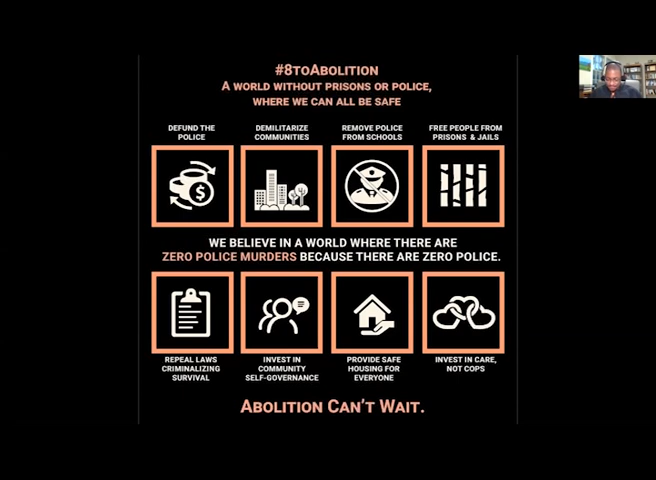 #8toAbolition
A world without prisons or police,
where we can all be safe
DEFUND THE
POLICE
DEMILITARIZE
COMMUNITIES
REMOVE POLICE
FROM SCHOOLS
FREE PEOPLE FROM
PRISONS & JAILS
$
WE BELIEVE IN A WORLD WHERE THERE ARE
ZERO POLICE MURDERS BECAUSE THERE ARE ZERO POLICE.
REPEAL LAWS
CRIMINALIZING
SURVIVAL
INVEST IN
COMMUNITY
SELF-GOVERNANCE
PROVIDE SAFE
HOUSING FOR
EVERYONE
INVEST IN CARE,
NOT COPS
Abolition Can't Wait.